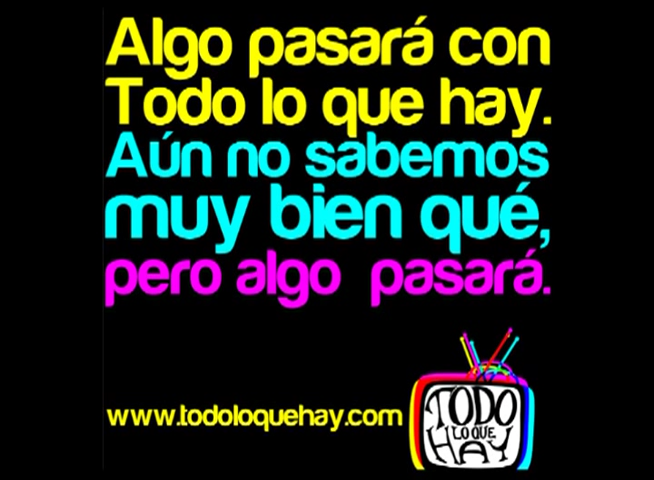 Algo pasará con
Todo lo que hay.
Aún no sabemos
muy bien qué,
pero algo pasará.
www.todoloquehay.com
TODO
LO QUE
HAY